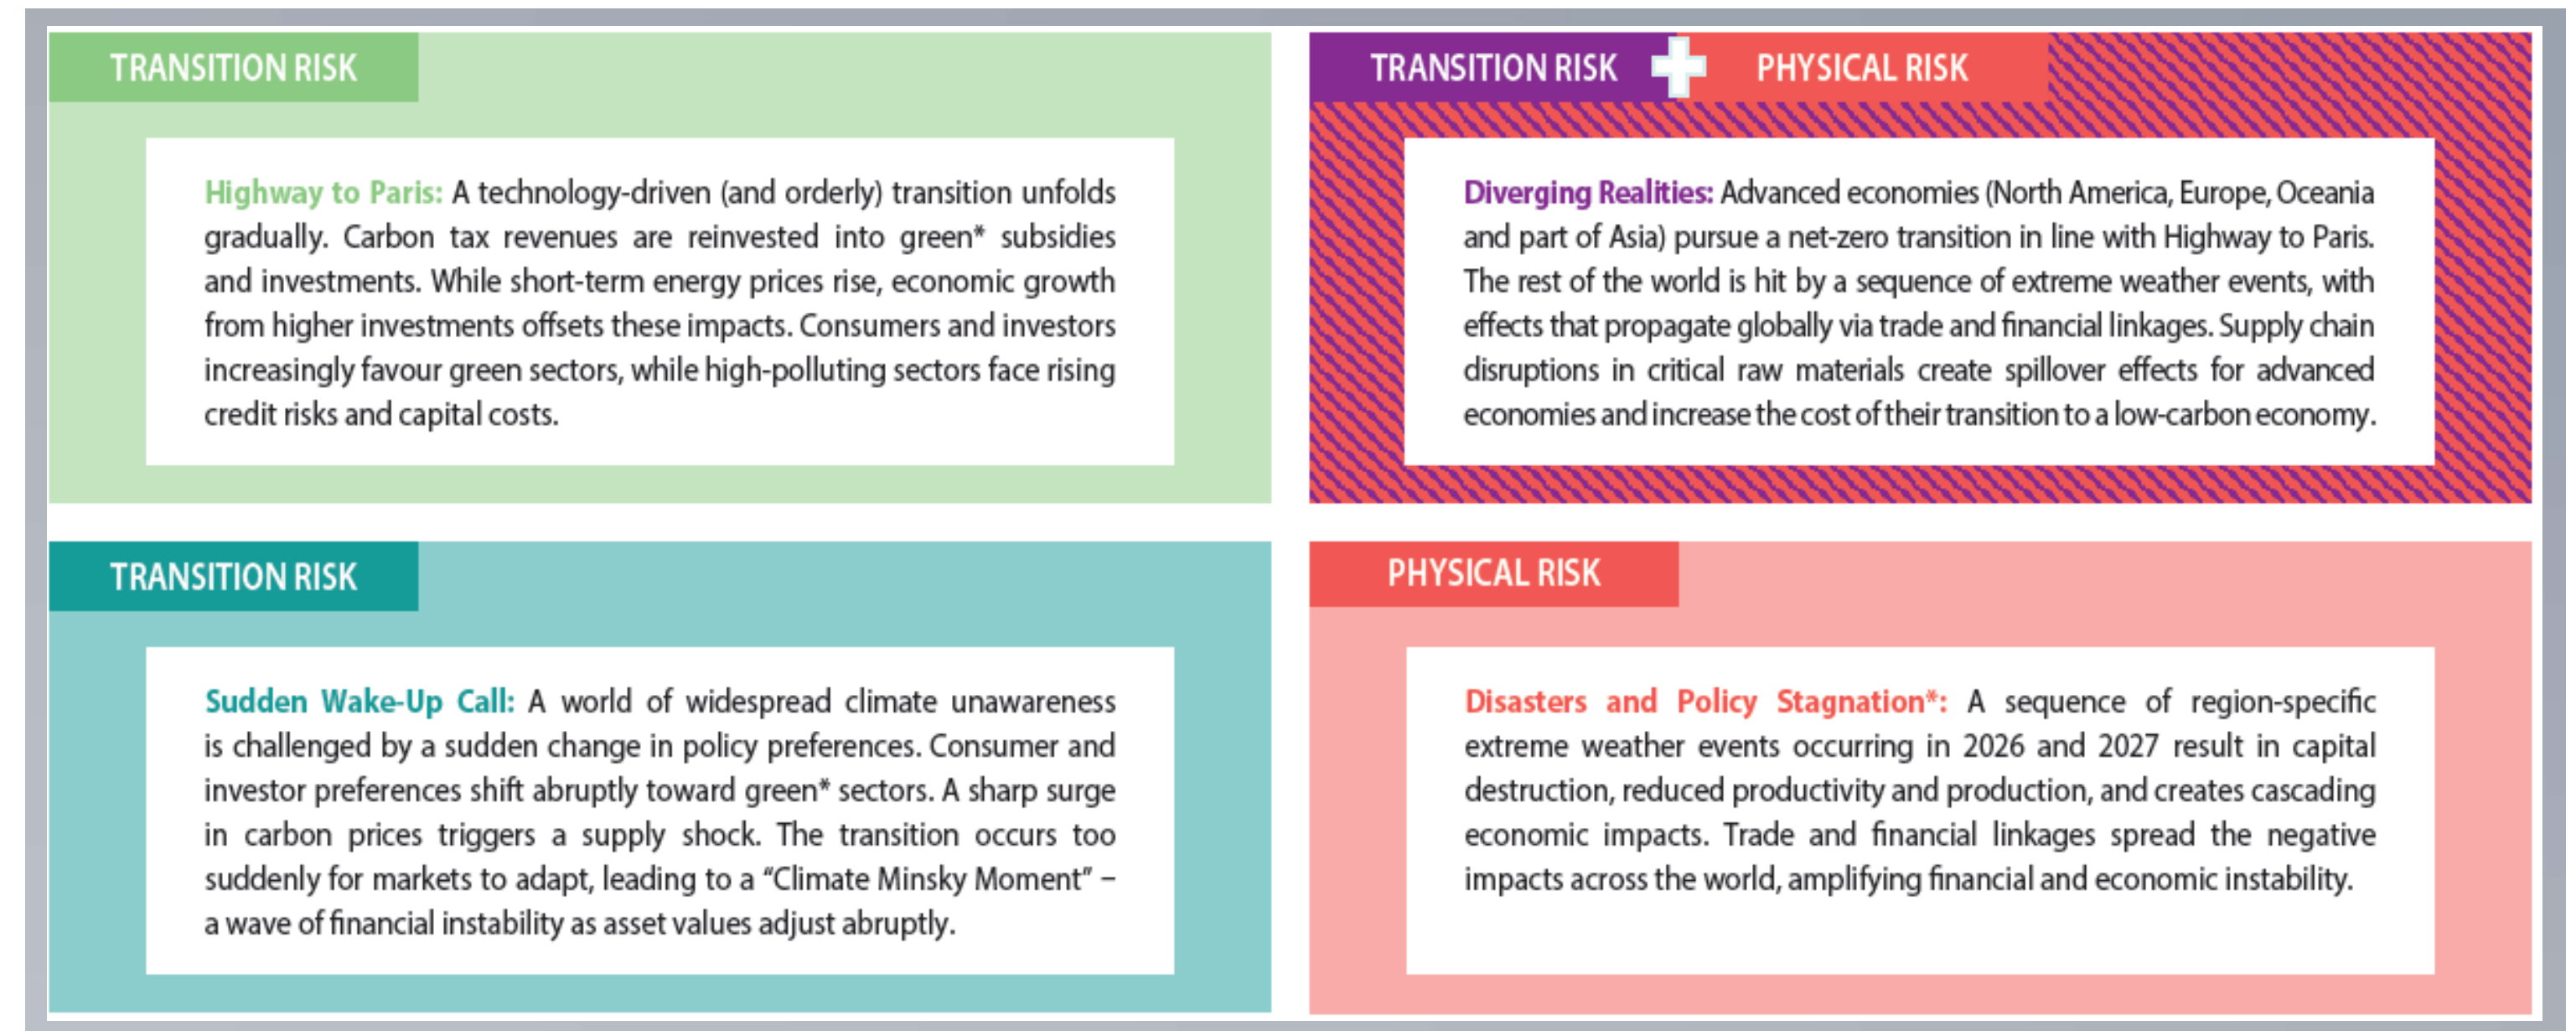 TRANSITION RISK
Highway to Paris: A technology-driven (and orderly) transition unfolds
gradually. Carbon tax revenues are reinvested into green* subsidies
and investments. While short-term energy prices rise, economic growth
from higher investments offsets these impacts. Consumers and investors
increasingly favour green sectors, while high-polluting sectors face rising
credit risks and capital costs.
TRANSITION RISK + PHYSICAL RISK
Diverging Realities: Advanced economies (North America, Europe, Oceania
and part of Asia) pursue a net-zero transition in line with Highway to Paris.
The rest of the world is hit by a sequence of extreme weather events, with
effects that propagate globally via trade and financial linkages. Supply chain
disruptions in critical raw materials create spillover effects for advanced
economies and increase the cost of their transition to a low-carbon economy.
TRANSITION RISK
Sudden Wake-Up Call: A world of widespread climate unawareness
is challenged by a sudden change in policy preferences. Consumer and
investor preferences shift abruptly toward green* sectors. A sharp surge
in carbon prices triggers a supply shock. The transition occurs too
suddenly for markets to adapt, leading to a “Climate Minsky Moment” –
a wave of financial instability as asset values adjust abruptly.
PHYSICAL RISK
Disasters and Policy Stagnation*: A sequence of region-specific
extreme weather events occurring in 2026 and 2027 result in capital
destruction, reduced productivity and production, and creates cascading
economic impacts. Trade and financial linkages spread the negative
impacts across the world, amplifying financial and economic instability.